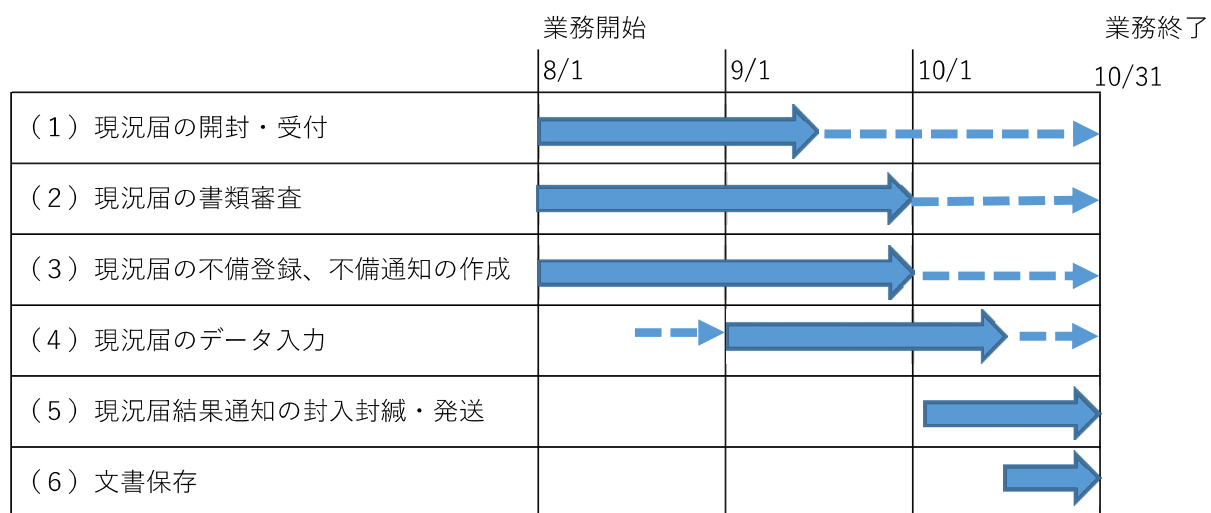 業務開始
業務終了
8/1
9/1
10/1
10/31
（1）現況届の開封・受付
（2）現況届の書類審査
（3）現況届の不備登録、不備通知の作成
（4）現況届のデータ入力
（5）現況届結果通知の封入封緘・発送
（6）文書保存